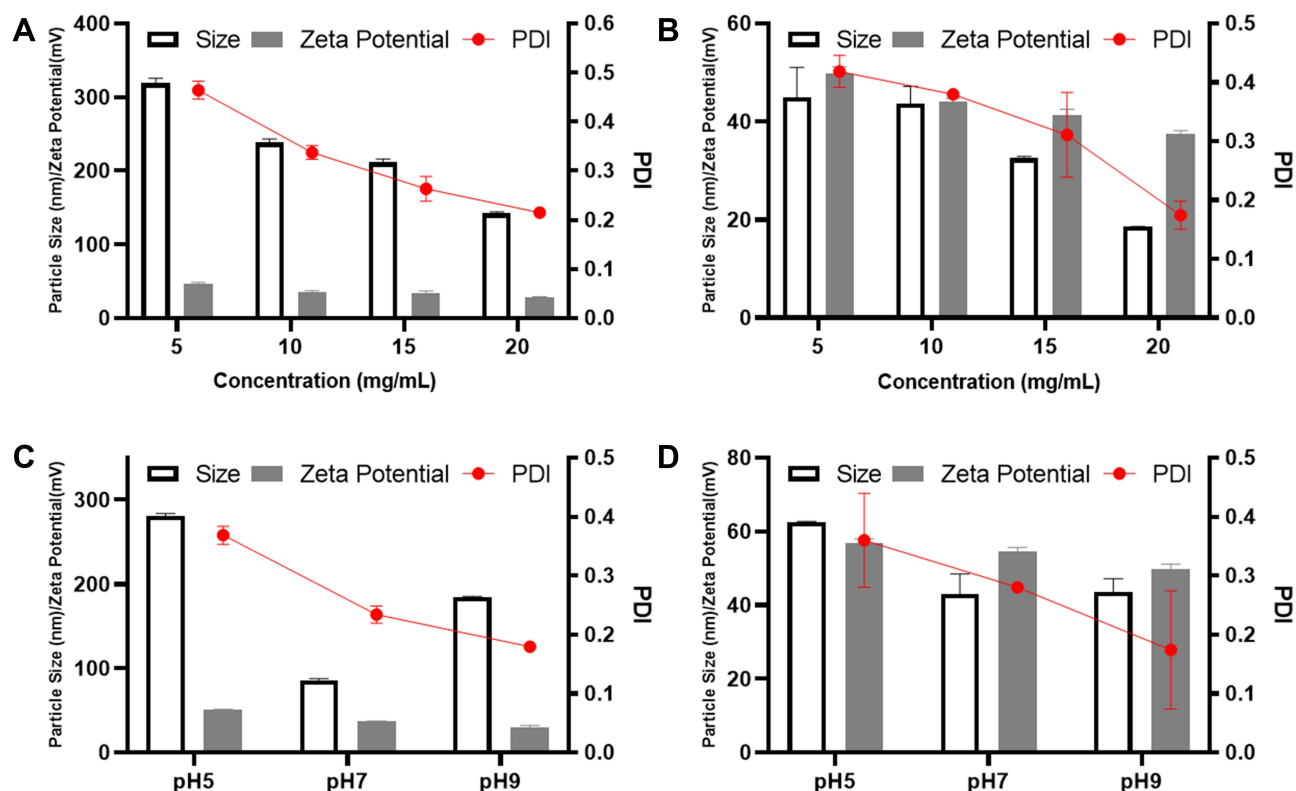 A
Size Zeta Potential PDI
Particle Size (nm)/Zeta Potential(mV)
400
300
200
100
0
0.6
0.5
0.4
0.3
0.2
0.1
0.0
PDI
5 10 15 20
Concentration (mg/mL)
B
Size Zeta Potential PDI
Particle Size (nm)/Zeta Potential(mV)
60
40
20
0
0.5
0.4
0.3
0.2
0.1
0.0
PDI
5 10 15 20
Concentration (mg/mL)
C
Size Zeta Potential PDI
Particle Size (nm)/Zeta Potential(mV)
300
200
100
0
0.5
0.4
0.3
0.2
0.1
0.0
PDI
pH5 pH7 pH9
D
Size Zeta Potential PDI
Particle Size (nm)/Zeta Potential(mV)
80
60
40
20
0
0.5
0.4
0.3
0.2
0.1
0.0
PDI
pH5 pH7 pH9